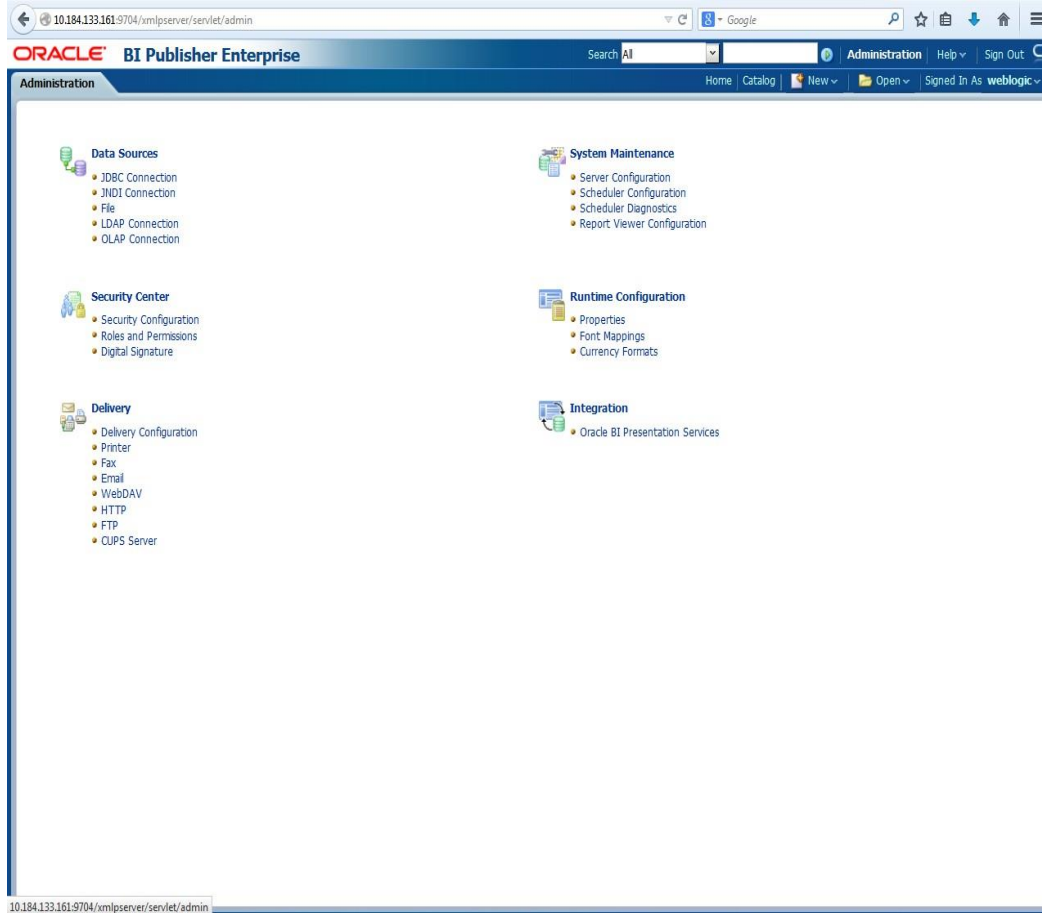 10.184.133.161:9704/xmlpserver/servlet/admin
Google
ORACLE BI Publisher Enterprise
Search All
Administration Help Sign Out
Administration
Home Catalog New Open Signed In As weblogic
Data Sources
JDBC Connection
JNDI Connection
File
LDAP Connection
OLAP Connection
System Maintenance
Server Configuration
Scheduler Configuration
Scheduler Diagnostics
Report Viewer Configuration
Security Center
Security Configuration
Roles and Permissions
Digital Signature
Runtime Configuration
Properties
Font Mappings
Currency Formats
Delivery
Delivery Configuration
Printer
Fax
Email
WebDAV
HTTP
FTP
CUPS Server
Integration
Oracle BI Presentation Services
10.184.133.161:9704/xmlpserver/servlet/admin